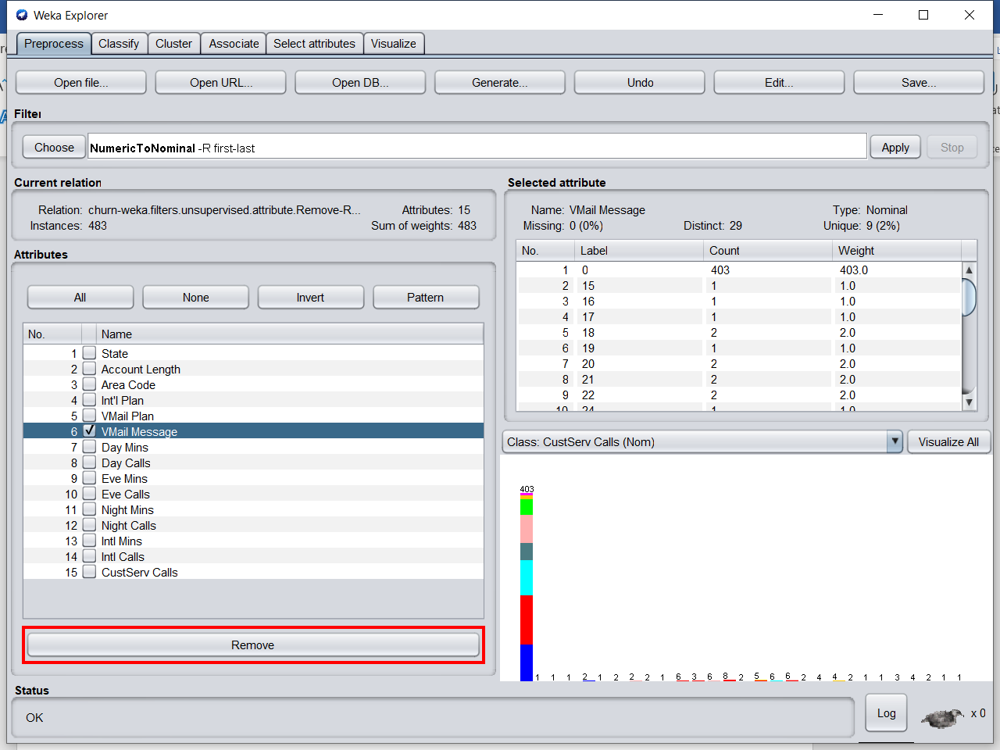 Weka Explorer
Preprocess Classify Cluster Associate Select attributes Visualize
Open file... Open URL... Open DB... Generate... Undo Edit... Save...
Filter
Choose NumericToNominal -R first-last Apply Stop
Current relation
Relation: churn-weka.filters.unsupervised.attribute.Remove-R... Attributes: 15
Instances: 483 Sum of weights: 483
Attributes
All None Invert Pattern
No. Name
1 State
2 Account Length
3 Area Code
4 Int'l Plan
5 VMail Plan
6 VMail Message
7 Day Mins
8 Day Calls
9 Eve Mins
10 Eve Calls
11 Night Mins
12 Night Calls
13 Intl Mins
14 Intl Calls
15 CustServ Calls
Remove
Selected attribute
Name: VMail Message Type: Nominal
Missing: 0 (0%) Distinct: 29 Unique: 9 (2%)
No. Label Count Weight
1 0 403 403.0
2 15 1 1.0
3 16 1 1.0
4 17 1 1.0
5 18 2 2.0
6 19 1 1.0
7 20 2 2.0
8 21 2 2.0
9 22 2 2.0
10 24 1 1.0
Class: CustServ Calls (Nom) Visualize All
403
1 1 1 2 1 2 2 2 1 6 3 6 8 2 5 6 6 2 4 4 2 1 1 3 4 2 1 1
Status
OK
Log x 0